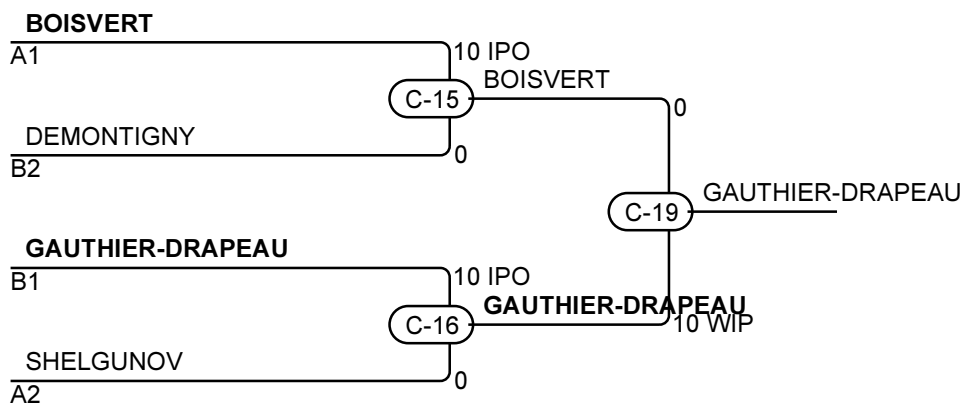 BOISVERT
A1
10 IPO
BOISVERT
C-15
0
DEMONTIGNY
0
B2
GAUTHIER-DRAPEAU
C-19
GAUTHIER-DRAPEAU
B1
10 IPO
GAUTHIER-DRAPEAU
C-16
10 WIP
SHELGUNOV
0
A2